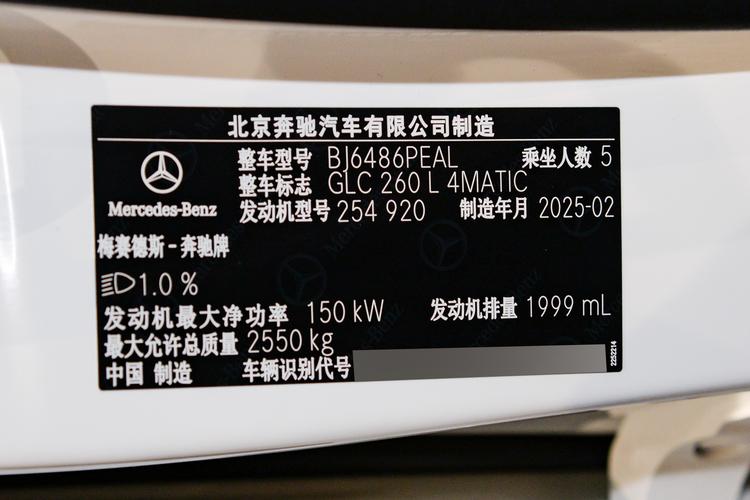 北京奔驰汽车有限公司制造
整车型号 BJ6486PEAL 乘坐人数 5
整车标志 GLC 260 L 4MATIC
Mercedes-Benz 发动机型号 254 920 制造年月 2025-02
梅赛德斯-奔驰牌
1.0 %
发动机最大净功率 150 kW 发动机排量 1999 mL
最大允许总质量 2550 kg
中国 制造 车辆识别代号
2252214